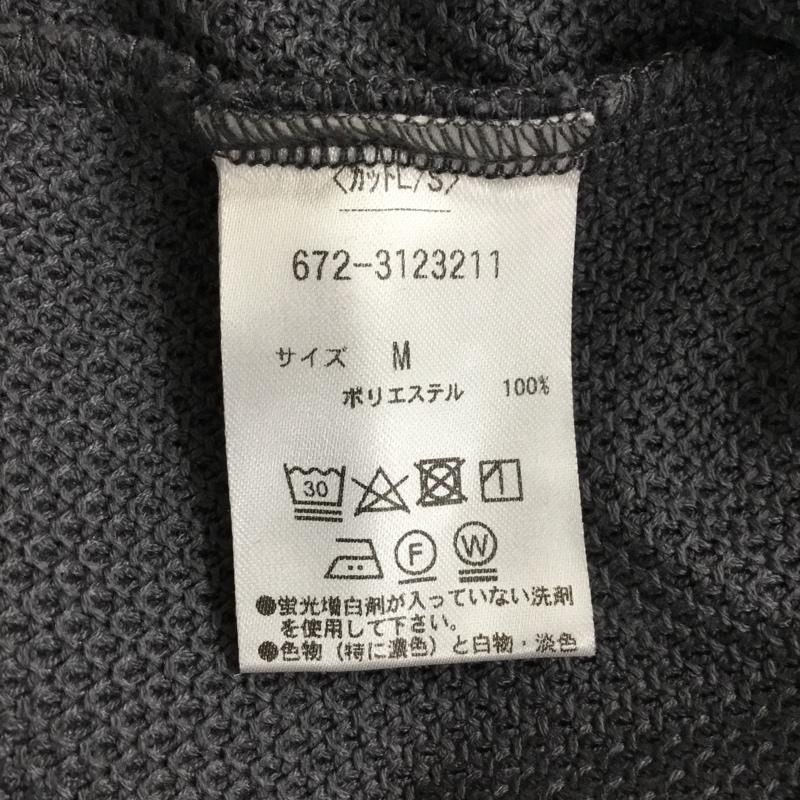 〈カットL/S〉
672-3123211
サイズ M
ポリエステル 100%
30
F W
●蛍光増白剤が入っていない洗剤
を使用して下さい。
●色物(特に濃色)と白物・淡色